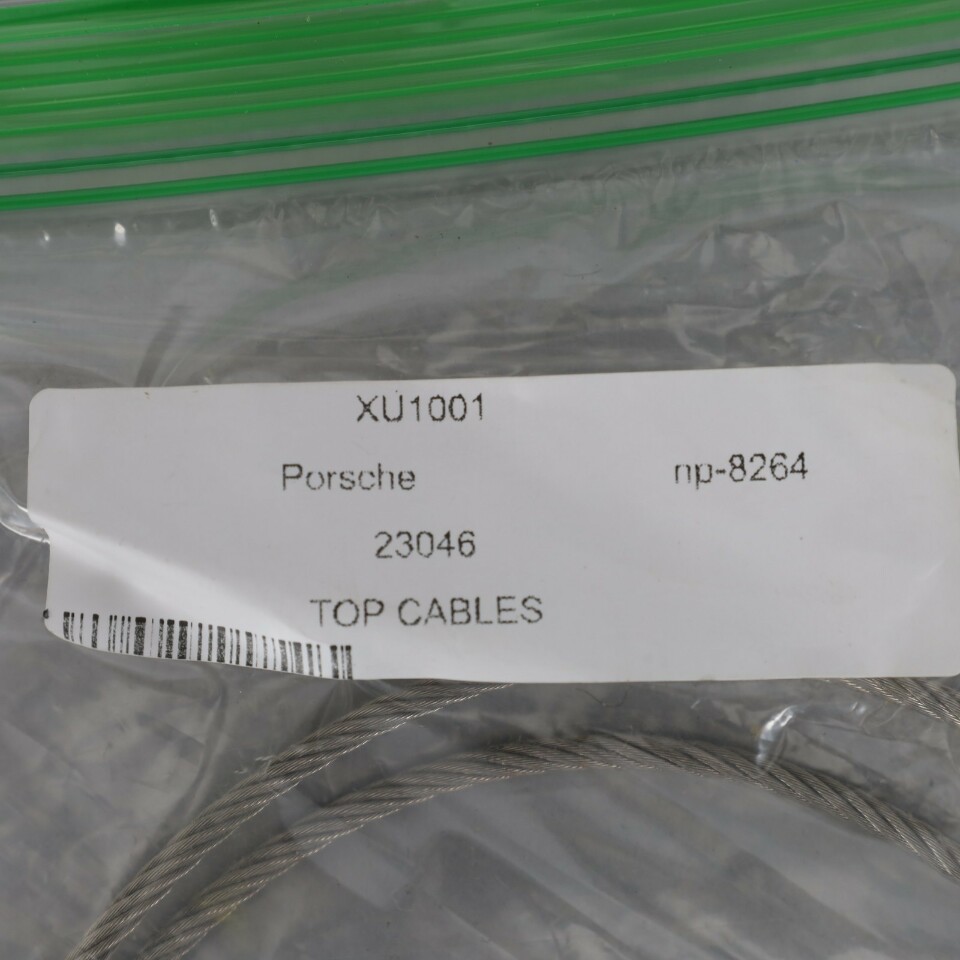 XU1001
Porsche np-8264
23046
TOP CABLES